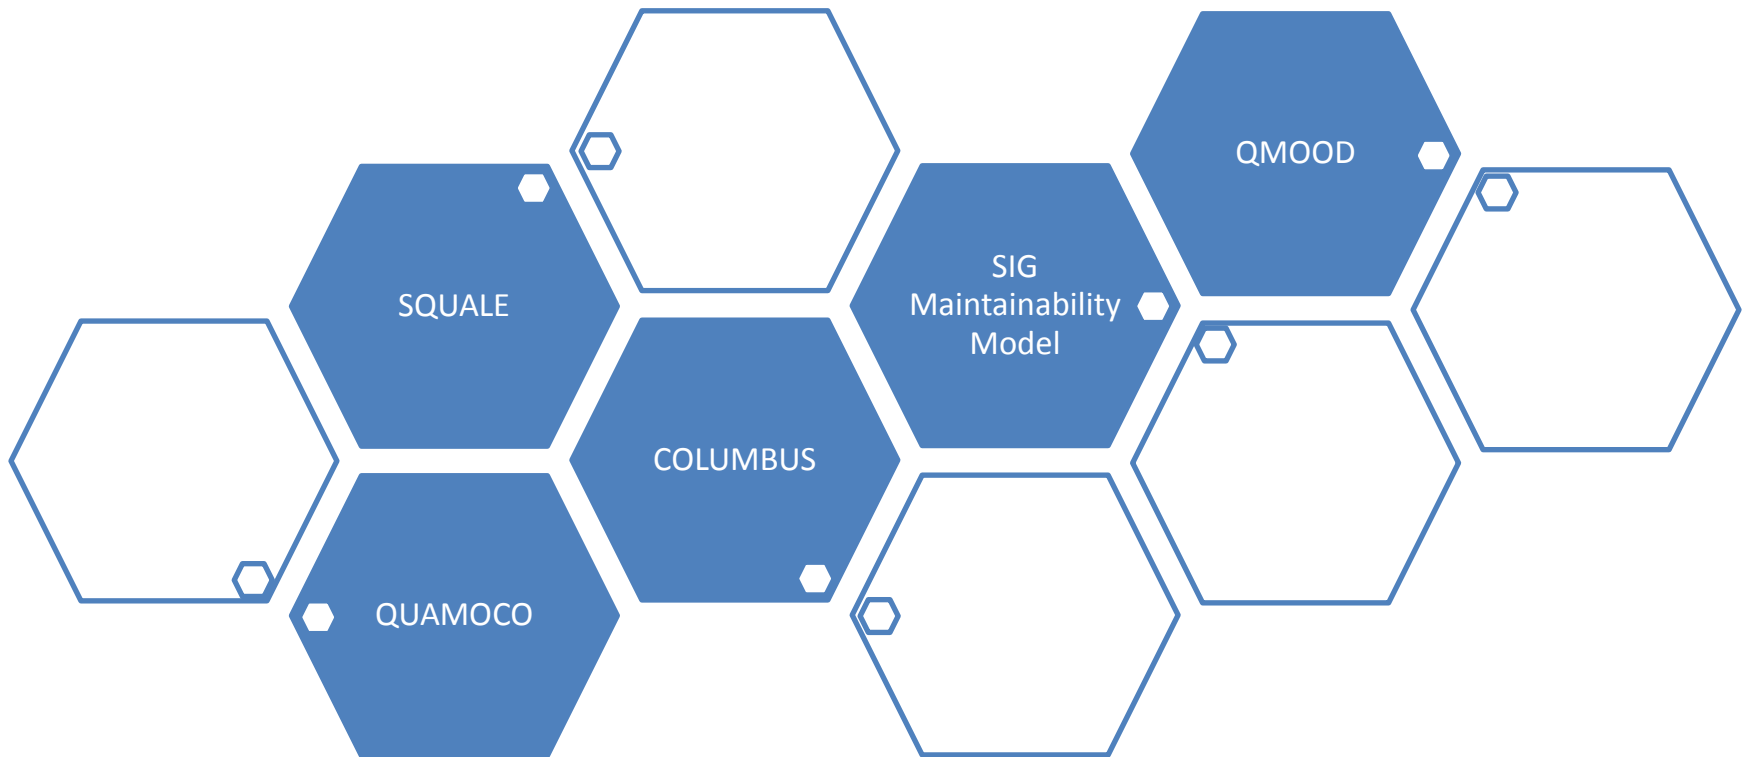 QMOOD
SIG
Maintainability
Model
SQUALE
COLUMBUS
QUAMOCO